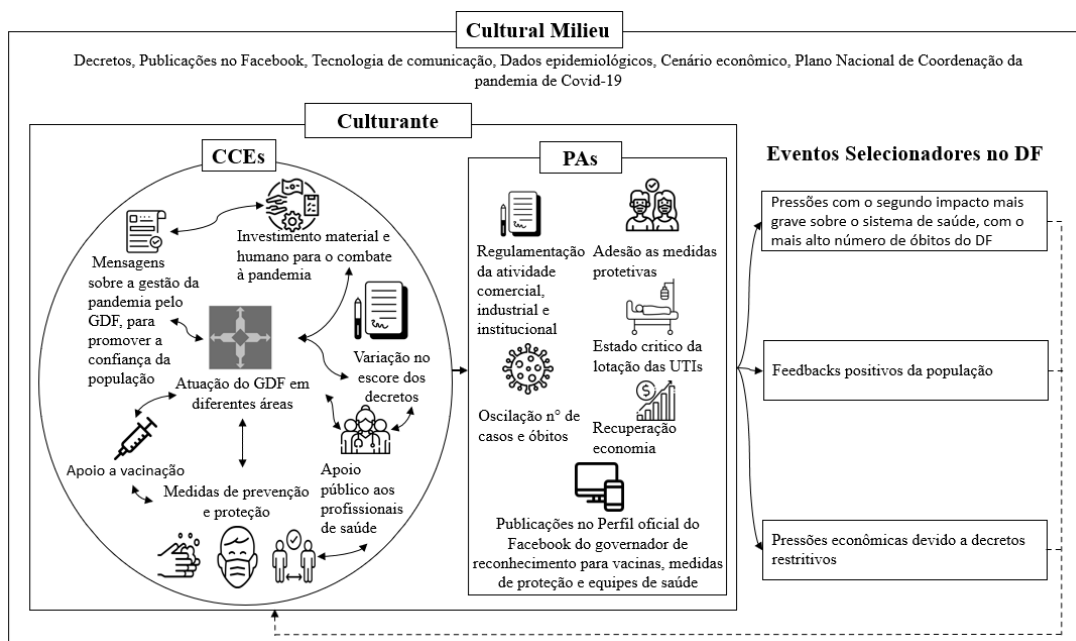 Cultural Milieu
Decretos, Publicações no Facebook, Tecnologia de comunicação, Dados epidemiológicos, Cenário econômico, Plano Nacional de Coordenação da
pandemia de Covid-19
Culturante
CCEs
Investimento material e
humano para o combate
à pandemia
Mensagens
sobre a gestão da
pandemia pelo
GDF, para
promover a
confiança da
população
Variação no
escore dos
decretos
Atuação do GDF em
diferentes áreas
Apoio a vacinação
Medidas de prevenção
e proteção
Apoio
público aos
profissionais
de saúde
PAs
Regulamentação
da atividade
comercial,
industrial e
institucional
Adesão as medidas
protetivas
Estado critico da
lotação das UTIs
Oscilação n° de
casos e óbitos
Recuperação
economia
Publicações no Perfil oficial do
Facebook do governador de
reconhecimento para vacinas, medidas
de proteção e equipes de saúde
Eventos Selecionadores no DF
Pressões com o segundo impacto mais
grave sobre o sistema de saúde, com o
mais alto número de óbitos do DF
Feedbacks positivos da população
Pressões econômicas devido a decretos
restritivos